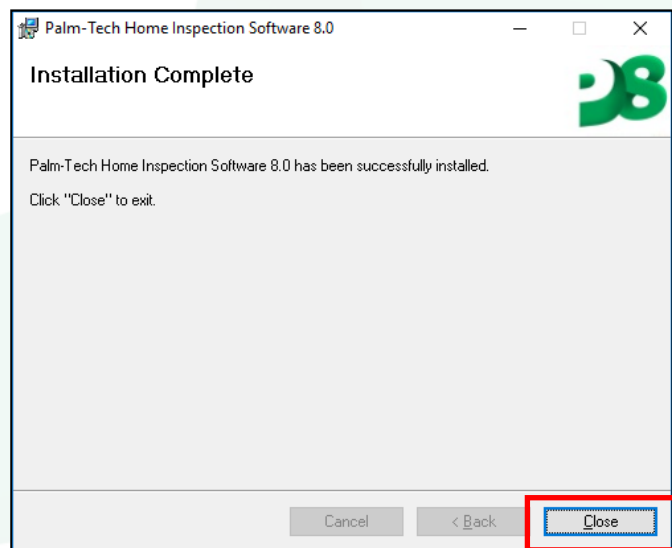 Palm-Tech Home Inspection Software 8.0
Installation Complete
P8
Palm-Tech Home Inspection Software 8.0 has been successfully installed.
Click "Close" to exit.
Cancel
< Back
Close